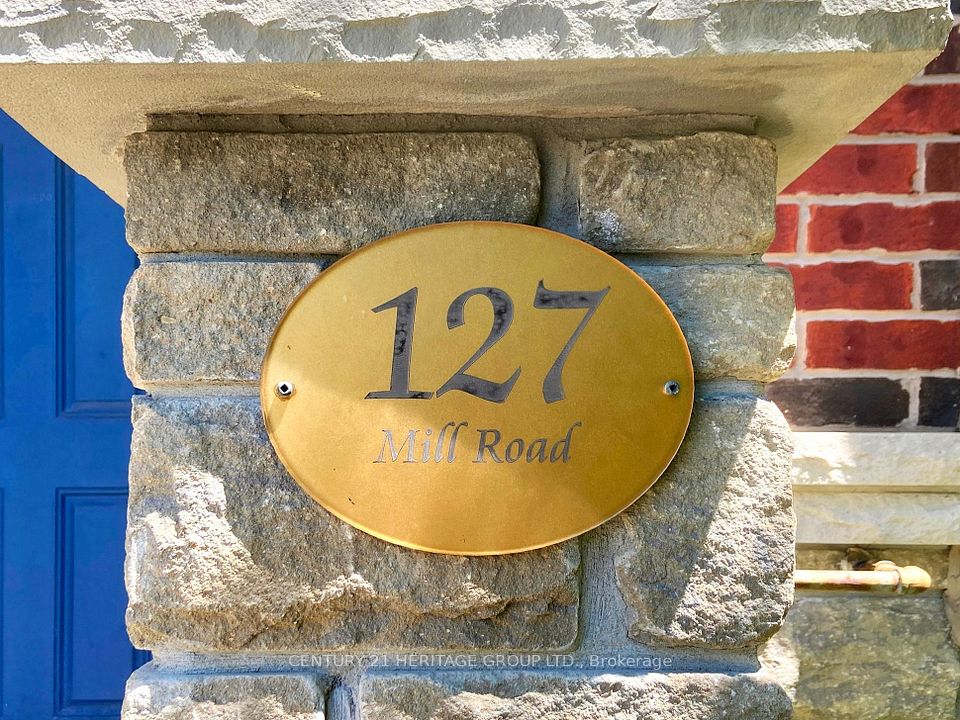 127
Mill Road
CENTURY 21 HERITAGE GROUP LTD., Brokerage